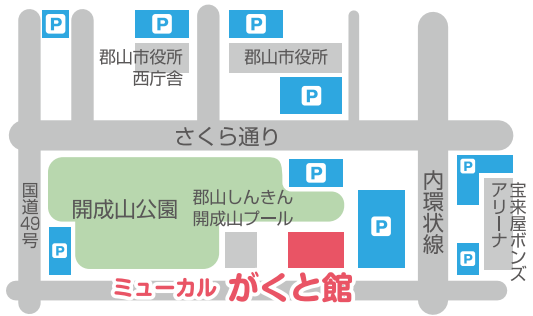 P
P
P
郡山市役所
西庁舎
郡山市役所
P
さくら通り
P
国道49号
開成山公園
郡山しんきん
開成山プール
内環状線
P
宝来屋ボンズ
アリーナ
P
P
P
ミューカル がくと館